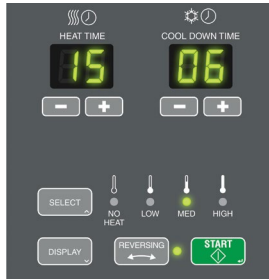 HEAT TIME
COOL DOWN TIME
15
06
SELECT
NO HEAT
LOW
MED
HIGH
DISPLAY
REVERSING
START